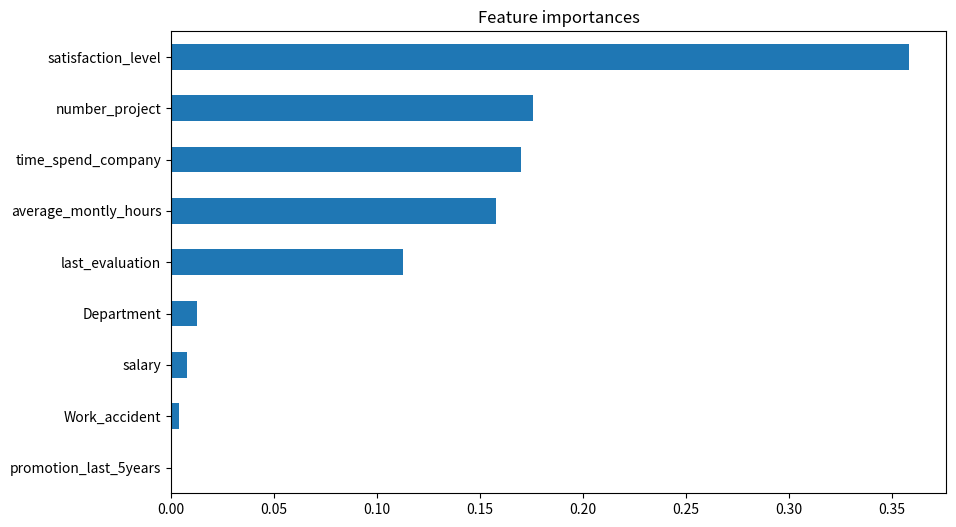 Feature importances
satisfaction_level
number_project
time_spend_company
average_montly_hours
last_evaluation
Department
salary
Work_accident
promotion_last_5years
0.00 0.05 0.10 0.15 0.20 0.25 0.30 0.35